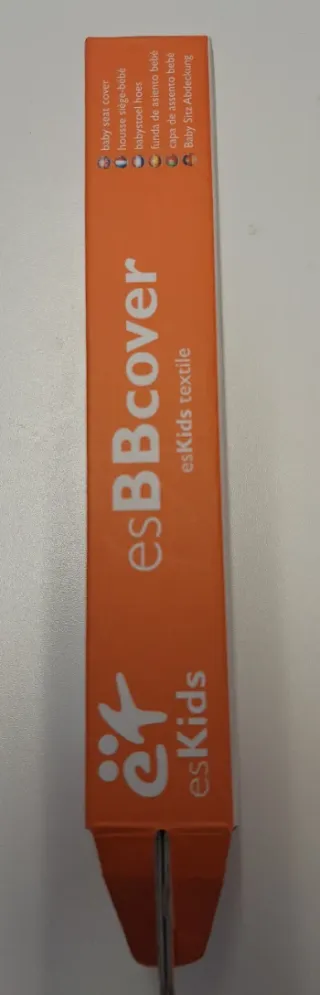 esKids
esBBcover
esKids textile
baby seat cover
housse siége-bébé
babystoel hoes
funda de asiento bebé
capa de assento bebé
Baby Sitz Abdeckung